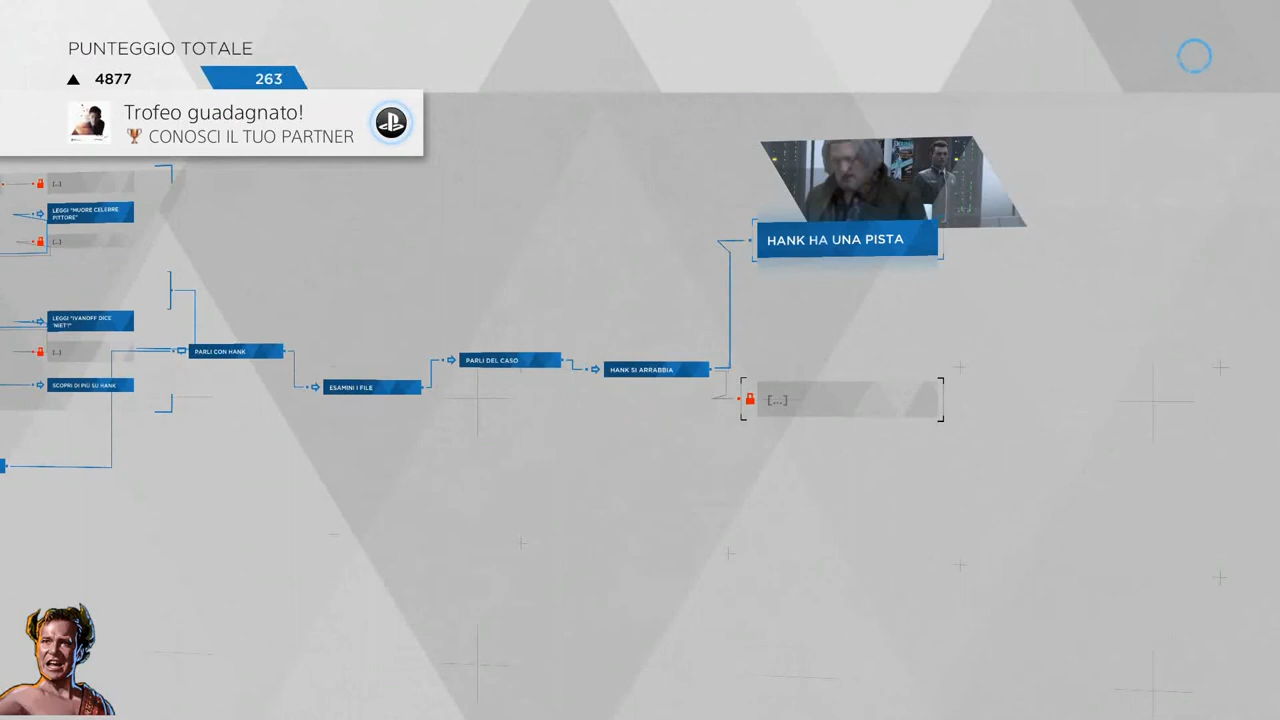 PUNTEGGIO TOTALE
4877
263
Trofeo guadagnato!
CONOSCI IL TUO PARTNER
[...]
LEGGI "MUORE CELEBRE
PITTORE"
[...]
HANK HA UNA PISTA
LEGGI "IVANOFF DICE
'NIET'"
[...]
PARLI CON HANK
SCOPRI DI PIÙ SU HANK
ESAMINI I FILE
PARLI DEL CASO
HANK SI ARRABBIA
[...]